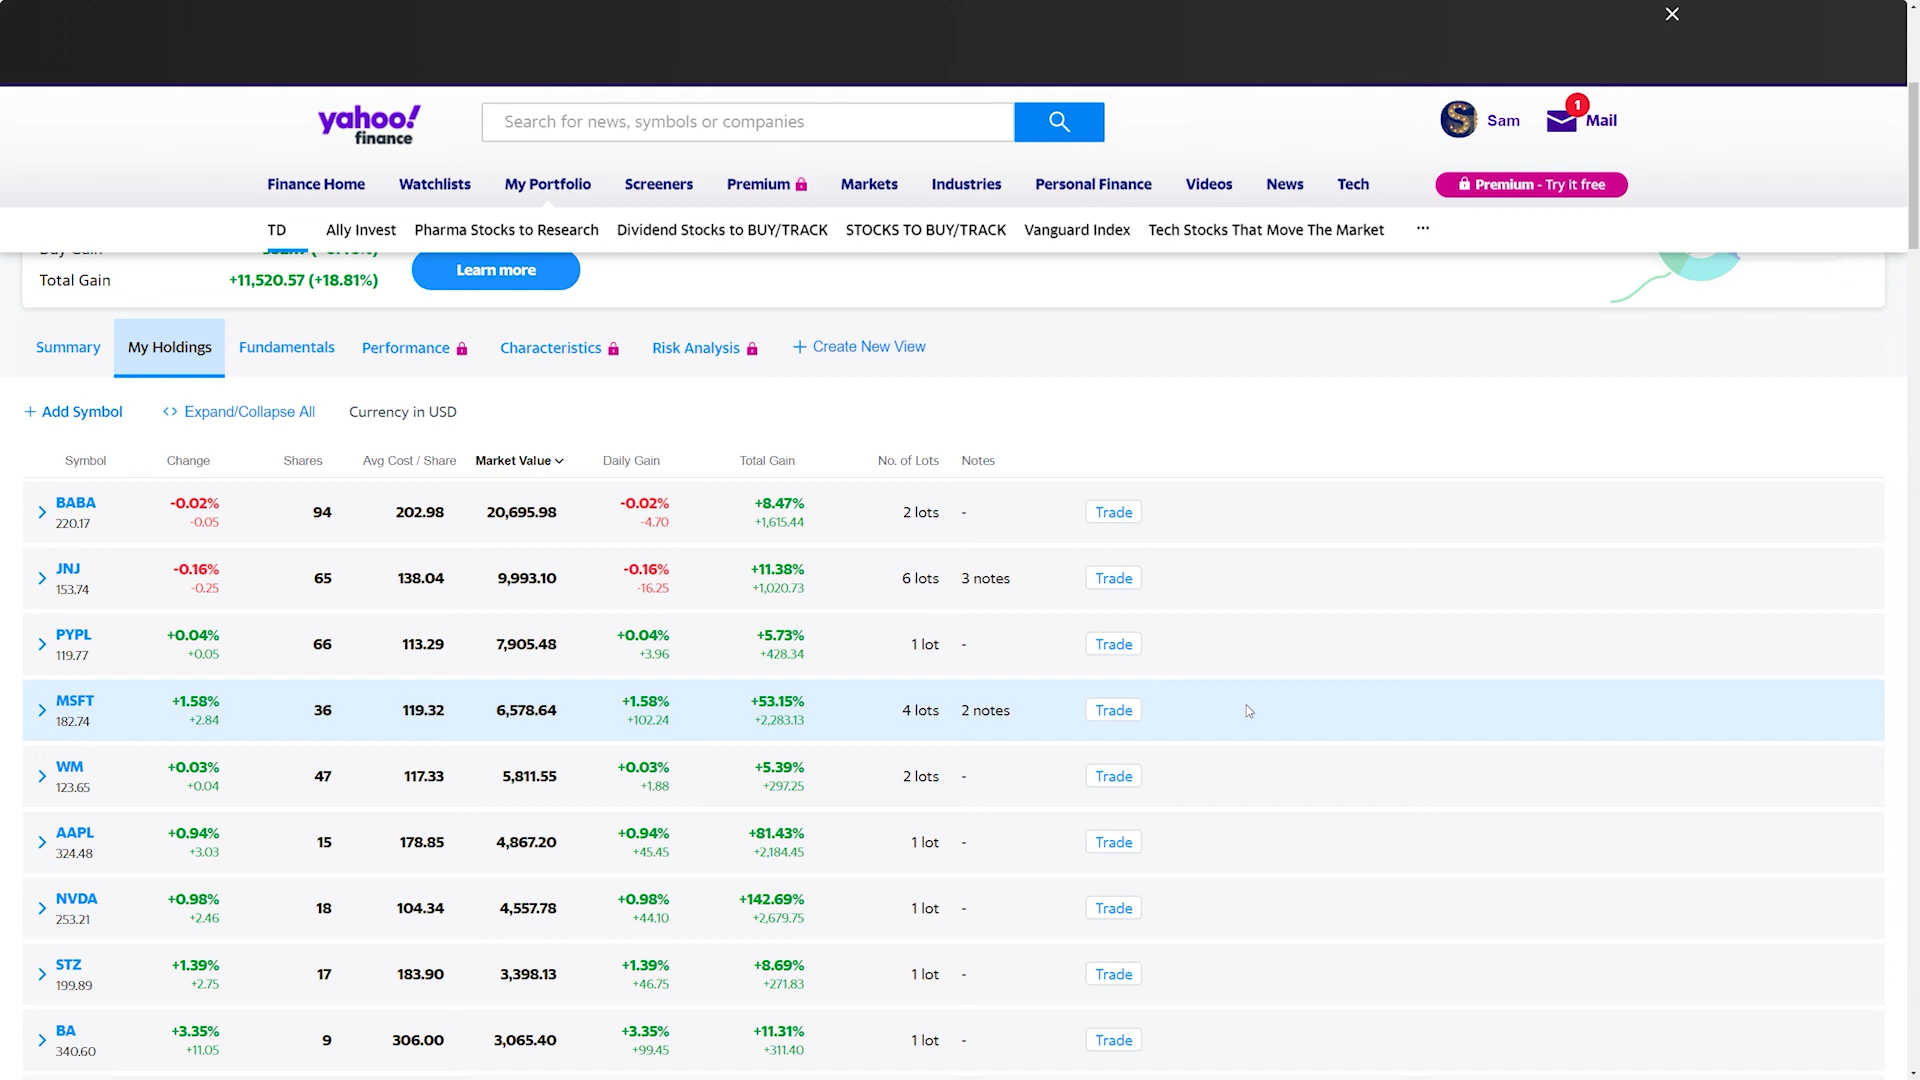 yahoo!
finance
Search for news, symbols or companies
Sam
1
Mail
Finance Home Watchlists My Portfolio Screeners Premium Markets Industries Personal Finance Videos News Tech
Premium - Try it free
TD Ally Invest Pharma Stocks to Research Dividend Stocks to BUY/TRACK STOCKS TO BUY/TRACK Vanguard Index Tech Stocks That Move The Market ...
Total Gain +11,520.57 (+18.81%)
Learn more
Summary My Holdings Fundamentals Performance Characteristics Risk Analysis + Create New View
+ Add Symbol <> Expand/Collapse All Currency in USD
Symbol Change Shares Avg Cost / Share Market Value Daily Gain Total Gain No. of Lots Notes
BABA -0.02% 94 202.98 20,695.98 -0.02% +8.47% 2 lots - Trade
220.17 -0.05 -4.70 +1,615.44
JNJ -0.16% 65 138.04 9,993.10 -0.16% +11.38% 6 lots 3 notes Trade
153.74 -0.25 -16.25 +1,020.73
PYPL +0.04% 66 113.29 7,905.48 +0.04% +5.73% 1 lot - Trade
119.77 +0.05 +3.96 +428.34
MSFT +1.58% 36 119.32 6,578.64 +1.58% +53.15% 4 lots 2 notes Trade
182.74 +2.84 +102.24 +2,283.13
WM +0.03% 47 117.33 5,811.55 +0.03% +5.39% 2 lots - Trade
123.65 +0.04 +1.88 +297.25
AAPL +0.94% 15 178.85 4,867.20 +0.94% +81.43% 1 lot - Trade
324.48 +3.03 +45.45 +2,184.45
NVDA +0.98% 18 104.34 4,557.78 +0.98% +142.69% 1 lot - Trade
253.21 +2.46 +44.10 +2,679.75
STZ +1.39% 17 183.90 3,398.13 +1.39% +8.69% 1 lot - Trade
199.89 +2.75 +46.75 +271.83
BA +3.35% 9 306.00 3,065.40 +3.35% +11.31% 1 lot - Trade
340.60 +11.05 +99.45 +311.40